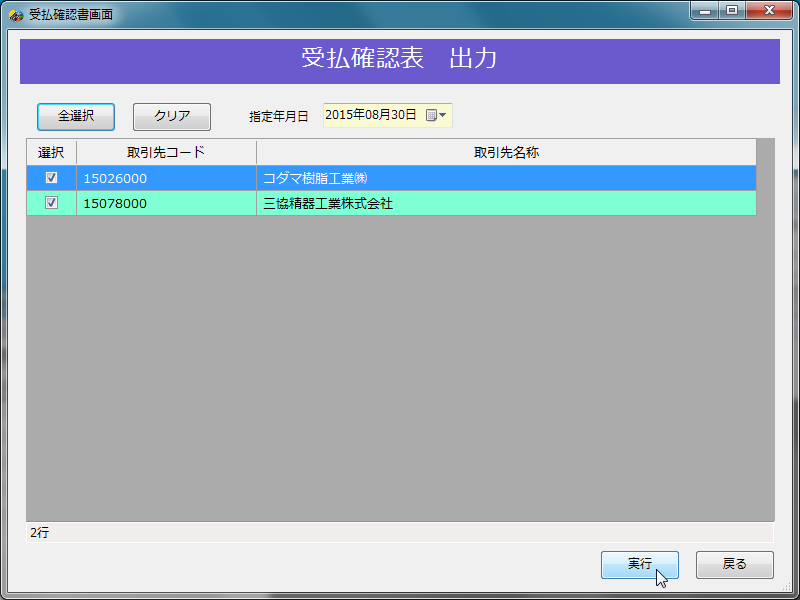 受払確認書画面
受払確認表　出力
全選択 クリア 指定年月日 2015年08月30日
選択 取引先コード 取引先名称
15026000 コダマ樹脂工業㈱
15078000 三協精器工業株式会社
2行
実行 戻る